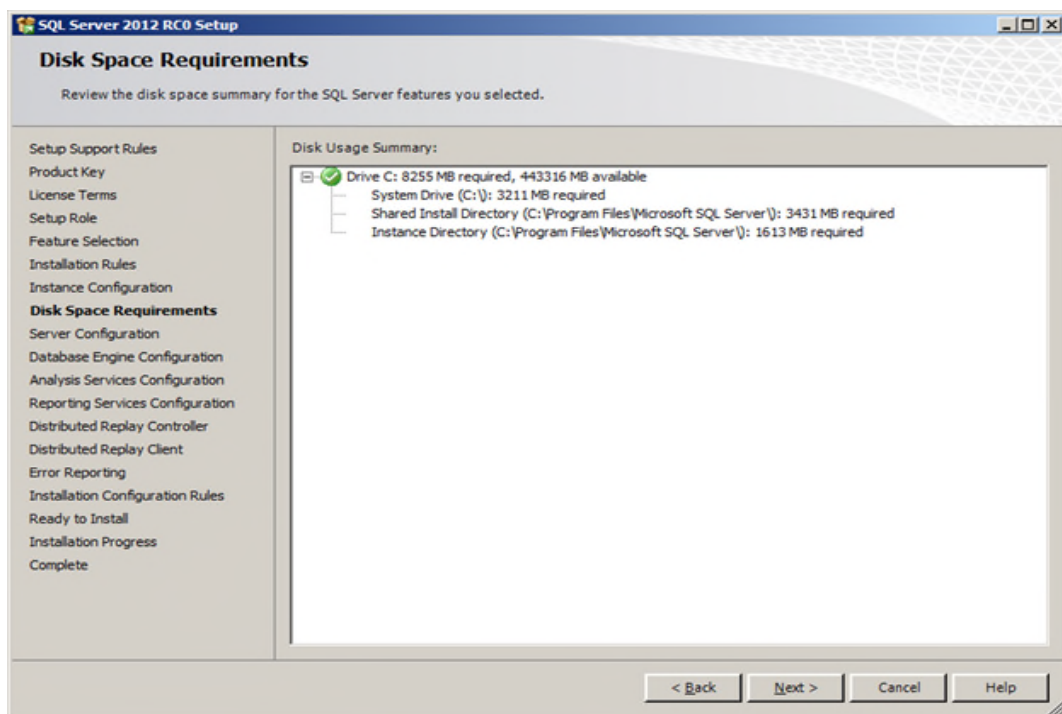 SQL Server 2012 RC0 Setup
Disk Space Requirements
Review the disk space summary for the SQL Server features you selected.
Setup Support Rules
Product Key
License Terms
Setup Role
Feature Selection
Installation Rules
Instance Configuration
Disk Space Requirements
Server Configuration
Database Engine Configuration
Analysis Services Configuration
Reporting Services Configuration
Distributed Replay Controller
Distributed Replay Client
Error Reporting
Installation Configuration Rules
Ready to Install
Installation Progress
Complete
Disk Usage Summary:
Drive C: 8255 MB required, 443316 MB available
System Drive (C:\): 3211 MB required
Shared Install Directory (C:\Program Files\Microsoft SQL Server\): 3431 MB required
Instance Directory (C:\Program Files\Microsoft SQL Server\): 1613 MB required
< Back
Next >
Cancel
Help